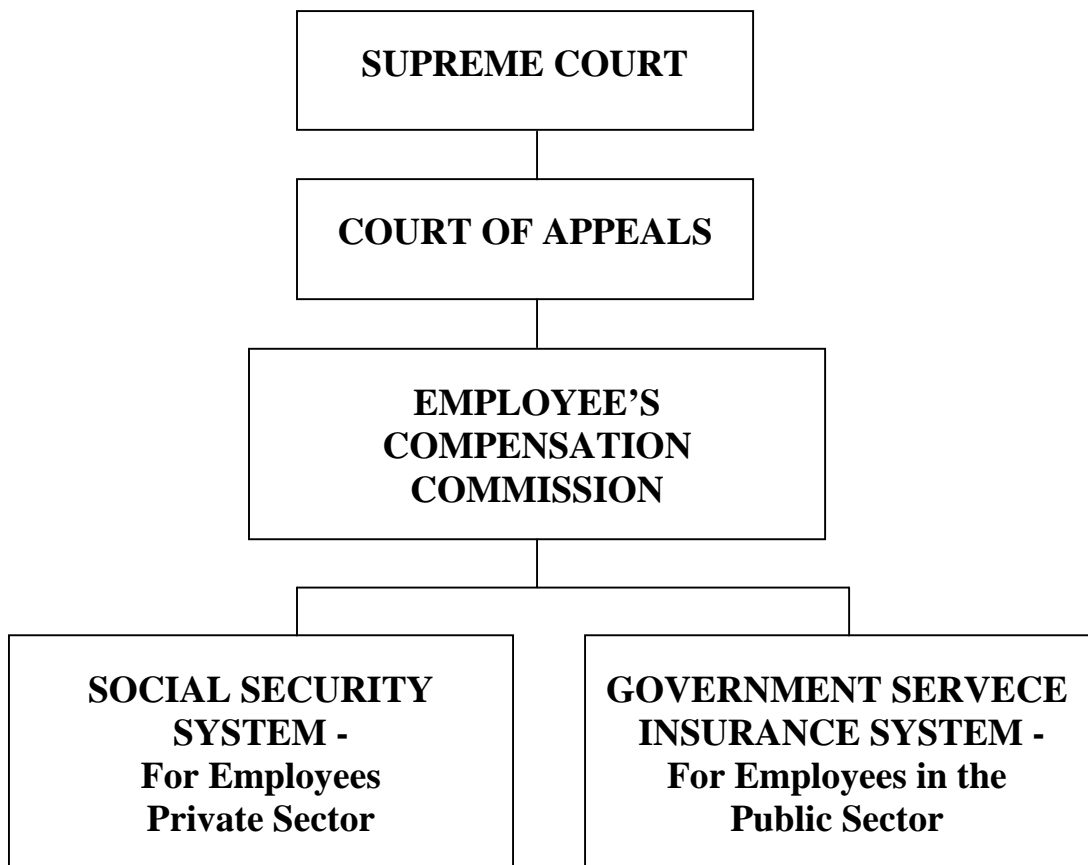 SUPREME COURT
COURT OF APPEALS
EMPLOYEE’S
COMPENSATION
COMMISSION
SOCIAL SECURITY
SYSTEM -
For Employees
Private Sector
GOVERNMENT SERVECE
INSURANCE SYSTEM -
For Employees in the
Public Sector